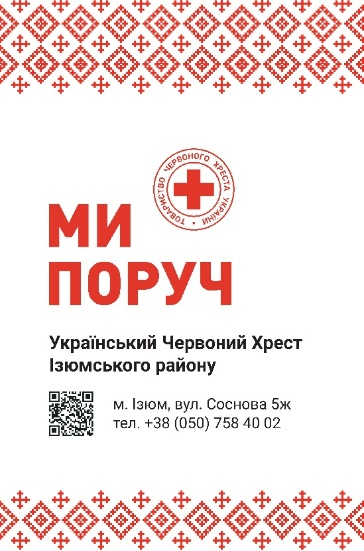 ТОВАРИСТВО ЧЕРВОНОГО ХРЕСТА УКРАЇНИ
МИ
ПОРУЧ
Український Червоний Хрест
Ізюмського району
м. Ізюм, вул. Соснова 5ж
тел. +38 (050) 758 40 02